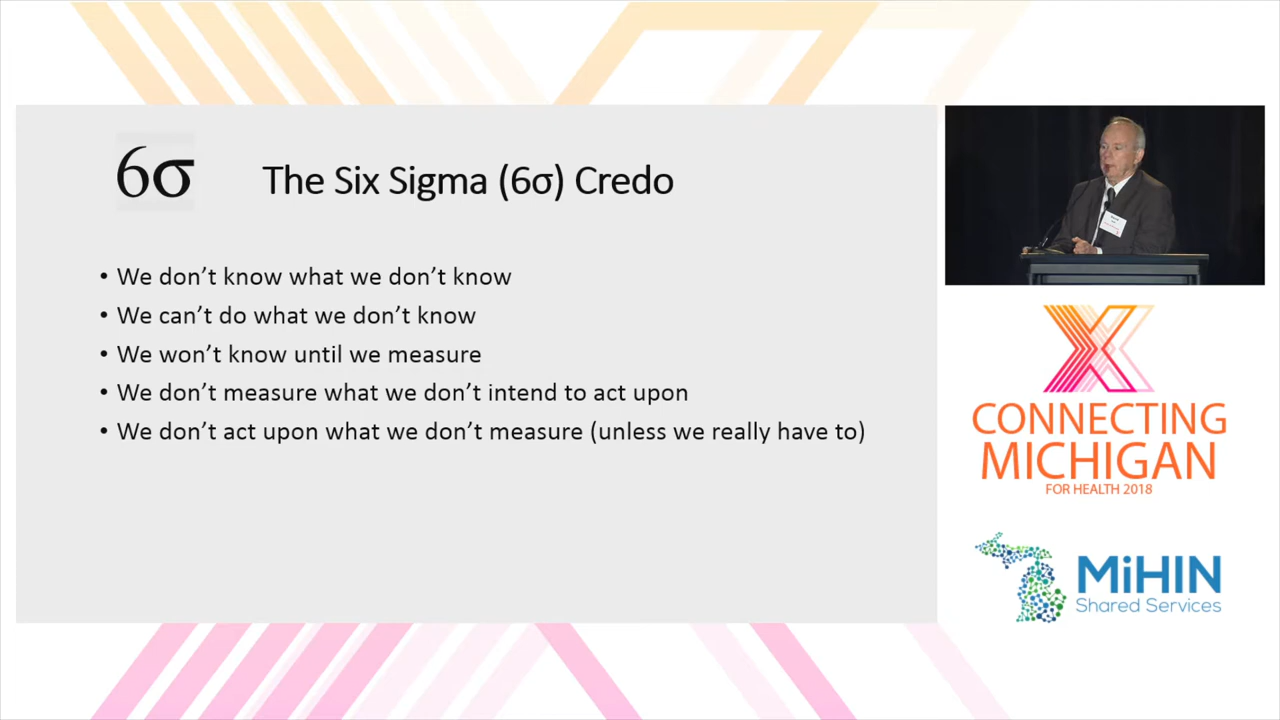 6σ
The Six Sigma (6σ) Credo
• We don’t know what we don’t know
• We can’t do what we don’t know
• We won’t know until we measure
• We don’t measure what we don’t intend to act upon
• We don’t act upon what we don’t measure (unless we really have to)
CONNECTING
MICHIGAN
FOR HEALTH 2018
MiHIN
Shared Services